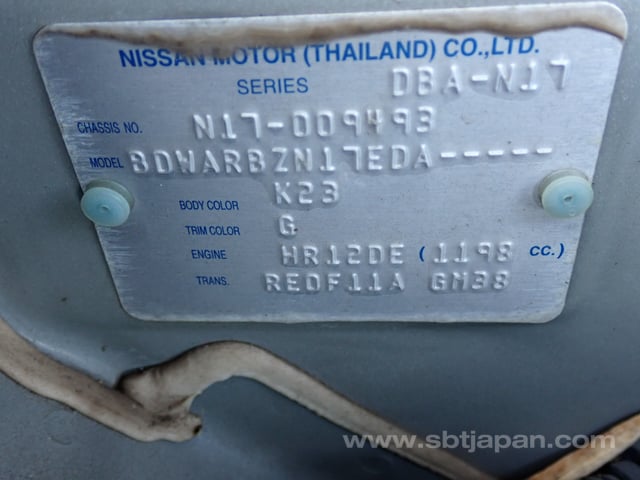 NISSAN MOTOR (THAILAND) CO.,LTD.
SERIES DBA-N17
CHASSIS NO. N17-009493
MODEL BDWARBZN17EDA-----
BODY COLOR K23
TRIM COLOR G
ENGINE HR12DE (1198 cc.)
TRANS. RE0F11A GM38
www.sbtjapan.com